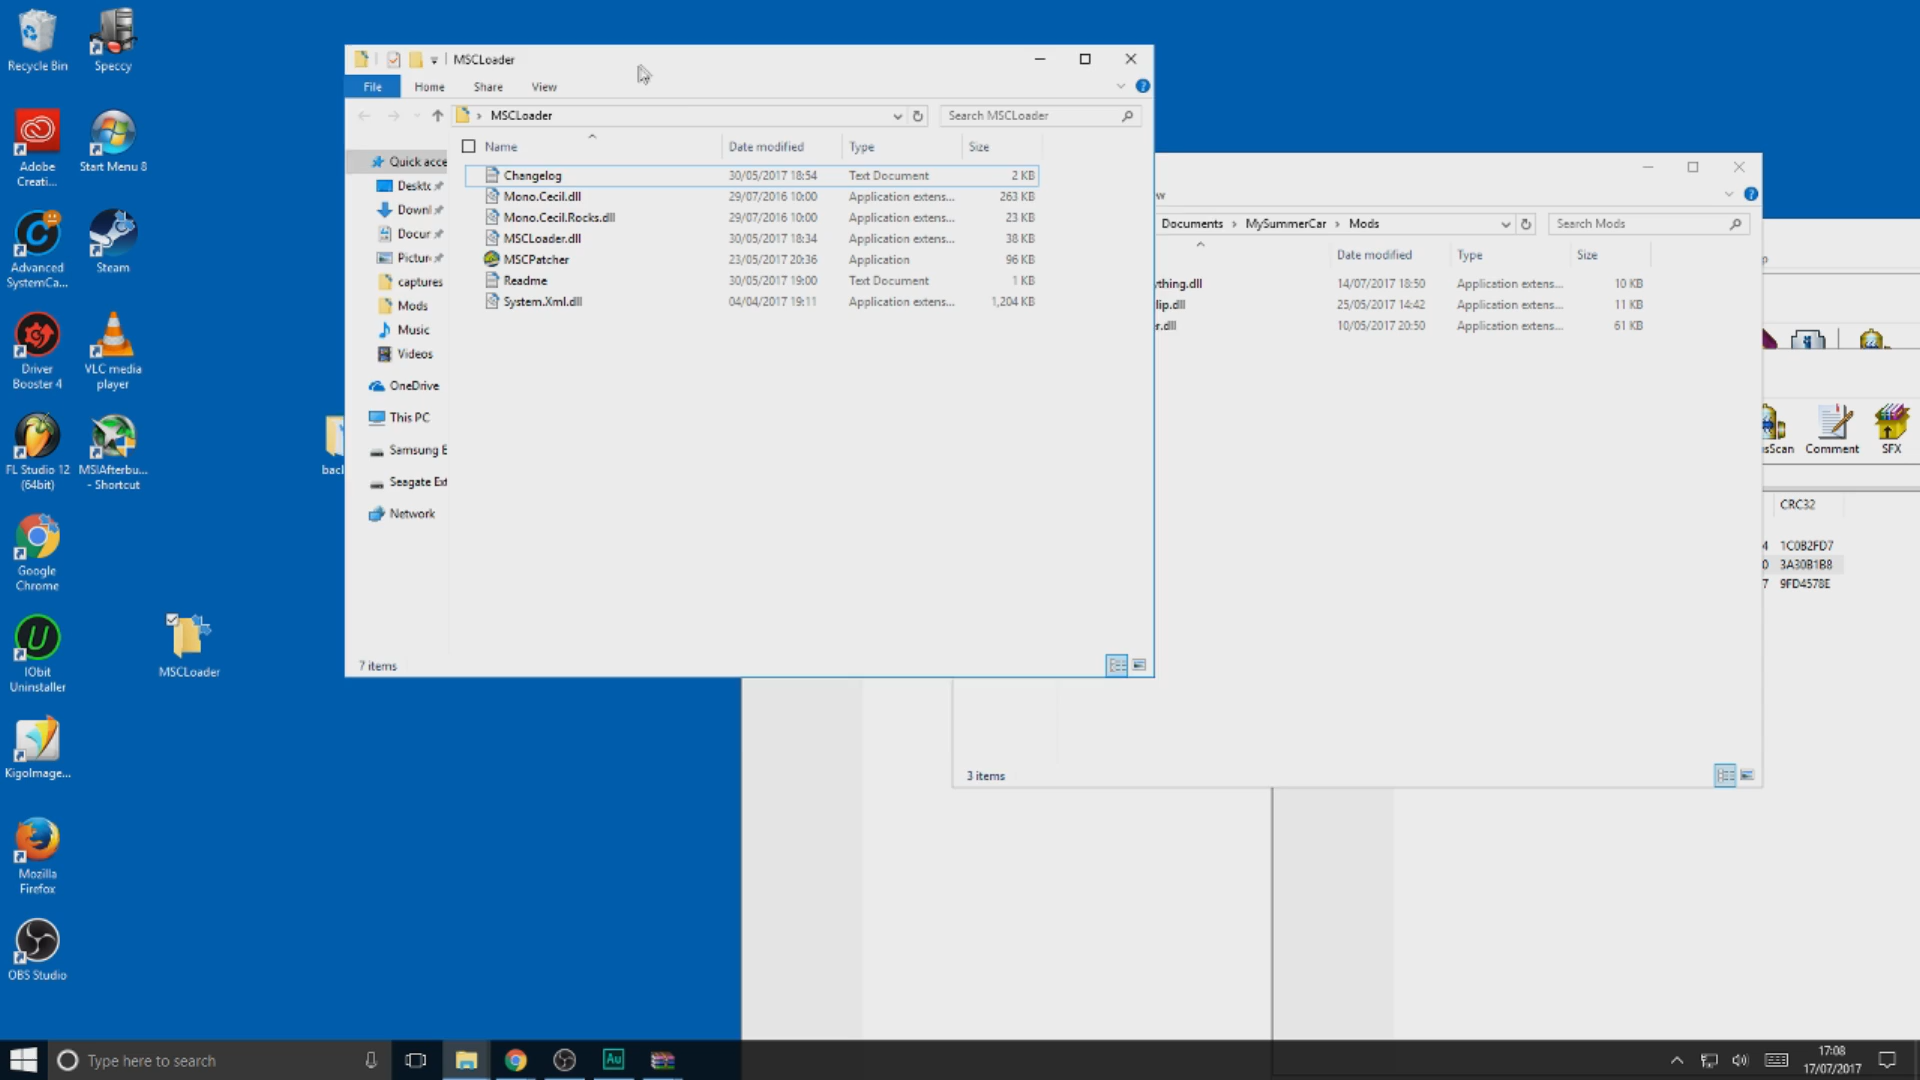 Recycle Bin
Speccy
Adobe
Creati...
Start Menu 8
Advanced
SystemCa...
Steam
Driver
Booster 4
VLC media
player
FL Studio 12
(64bit)
MSIAfterbu...
- Shortcut
Google
Chrome
IObit
Uninstaller
MSCLoader
KigoImage...
Mozilla
Firefox
OBS Studio
back
MSCLoader
File
Home
Share
View
MSCLoader
Search MSCLoader
Name
Date modified
Type
Size
Changelog 30/05/2017 18:54 Text Document 2 KB
Mono.Cecil.dll 29/07/2016 10:00 Application extens... 263 KB
Mono.Cecil.Rocks.dll 29/07/2016 10:00 Application extens... 23 KB
MSCLoader.dll 30/05/2017 18:34 Application extens... 38 KB
MSCPatcher 23/05/2017 20:36 Application 96 KB
Readme 30/05/2017 19:00 Text Document 1 KB
System.Xml.dll 04/04/2017 19:11 Application extens... 1,204 KB
Quick acce
Deskto
Downl
Docur
Pictur
captures
Mods
Music
Videos
OneDrive
This PC
Samsung E
Seagate Ext
Network
7 items
Documents > MySummerCar > Mods
Search Mods
Date modified
Type
Size
ything.dll 14/07/2017 18:50 Application extens... 10 KB
lip.dll 25/05/2017 14:42 Application extens... 11 KB
r.dll 10/05/2017 20:50 Application extens... 61 KB
3 items
usScan
Comment
SFX
CRC32
4 1C0B2FD7
0 3A30B1B8
7 9FD4578E
Type here to search
Au
17:08
17/07/2017